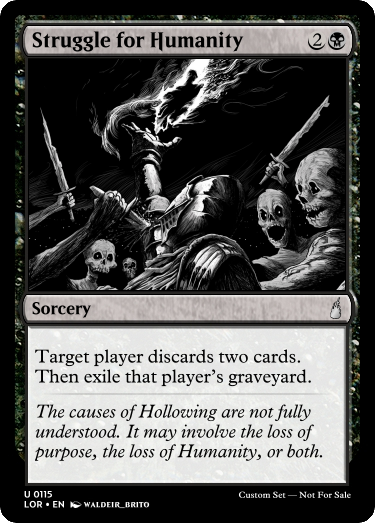 Struggle for Humanity 2
Sorcery
Target player discards two cards.
Then exile that player's graveyard.
The causes of Hollowing are not fully
understood. It may involve the loss of
purpose, the loss of Humanity, or both.
U 0115
LOR • EN WALDEIR_BRITO
Custom Set — Not For Sale